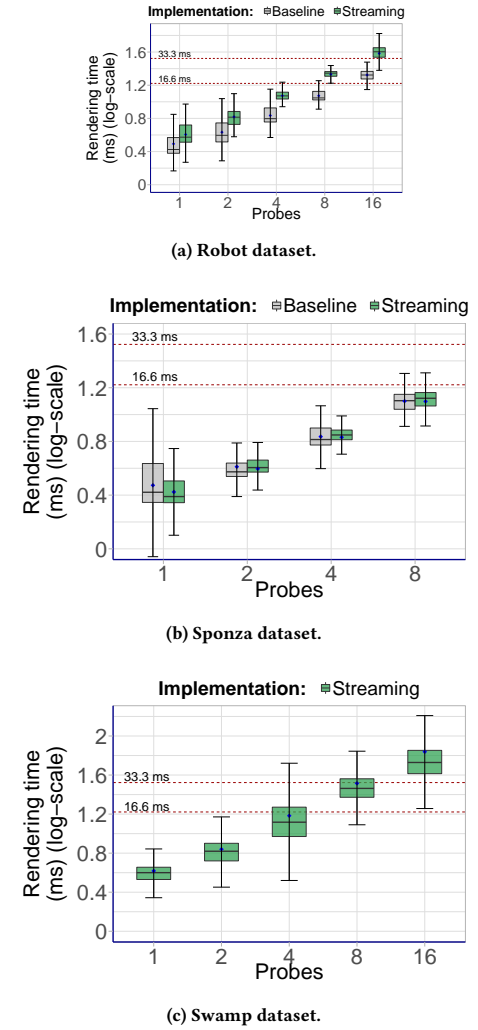 Implementation: Baseline Streaming
Rendering time
(ms) (log−scale)
1.6
1.2
0.8
0.4
0
33.3 ms
16.6 ms
1 2 4 8 16
Probes
(a) Robot dataset.
Implementation: Baseline Streaming
Rendering time
(ms) (log−scale)
1.6
1.2
0.8
0.4
0
33.3 ms
16.6 ms
1 2 4 8
Probes
(b) Sponza dataset.
Implementation: Streaming
Rendering time
(ms) (log−scale)
2
1.6
1.2
0.8
0.4
0
33.3 ms
16.6 ms
1 2 4 8 16
Probes
(c) Swamp dataset.